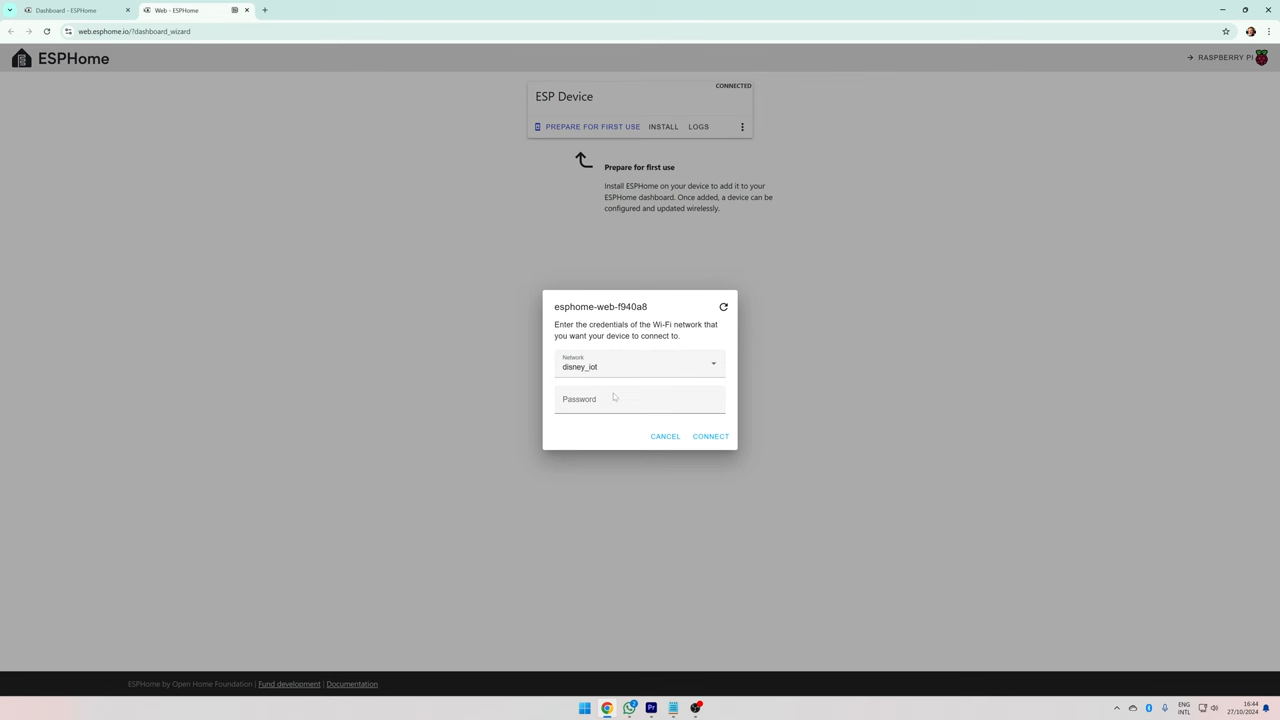 Dashboard - ESPHome
Web - ESPHome
web.esphome.io/?dashboard_wizard
ESPHome
RASPBERRY PI
CONNECTED
ESP Device
PREPARE FOR FIRST USE
INSTALL
LOGS
Prepare for first use
Install ESPHome on your device to add it to your
ESPHome dashboard. Once added, a device can be
configured and updated wirelessly.
esphome-web-f940a8
Enter the credentials of the Wi-Fi network that
you want your device to connect to.
Network
disney_iot
Password
CANCEL
CONNECT
ESPHome by Open Home Foundation | Fund development | Documentation
2
Pr
ENG
INTL
16:44
27/10/2024